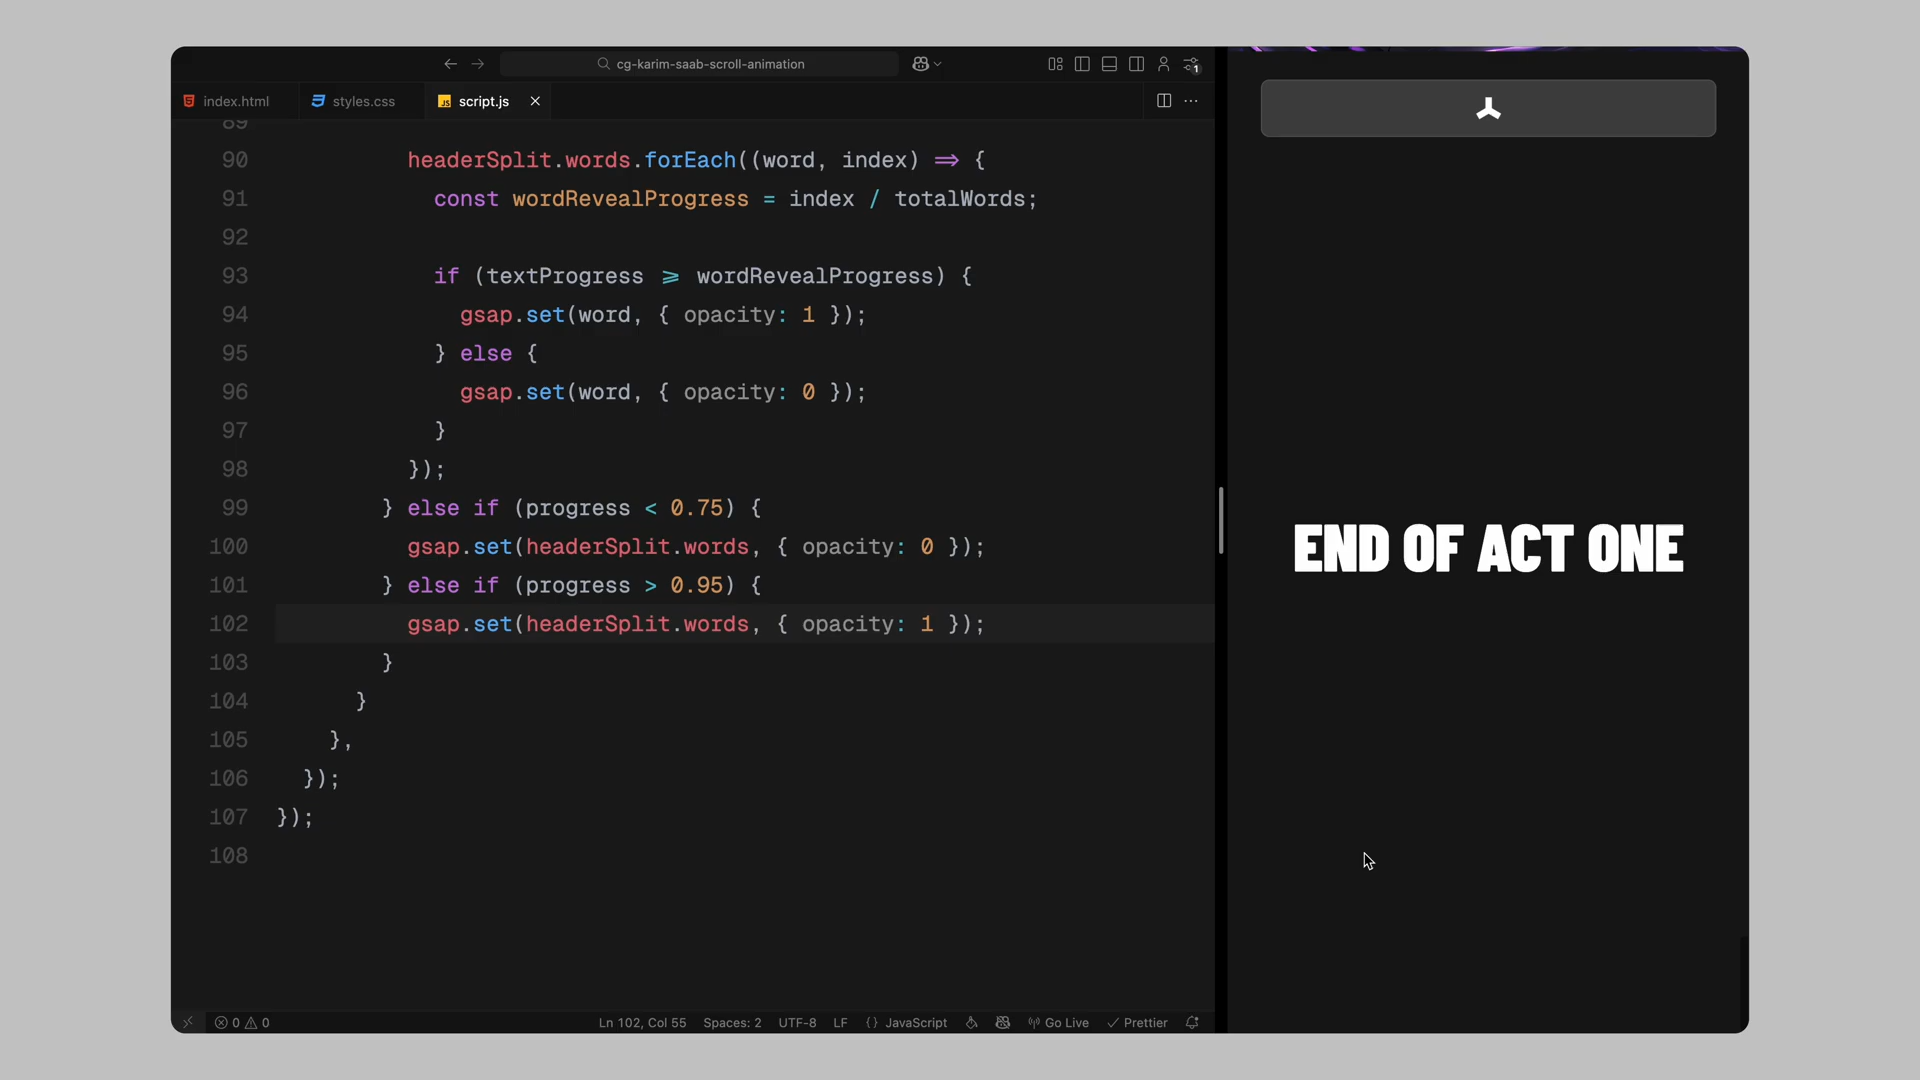 cg-karim-saab-scroll-animation
1
index.html
styles.css
JS script.js
89
90 headerSplit.words.forEach((word, index) => {
91 const wordRevealProgress = index / totalWords;
92
93 if (textProgress >= wordRevealProgress) {
94 gsap.set(word, { opacity: 1 });
95 } else {
96 gsap.set(word, { opacity: 0 });
97 }
98 });
99 } else if (progress < 0.75) {
100 gsap.set(headerSplit.words, { opacity: 0 });
101 } else if (progress > 0.95) {
102 gsap.set(headerSplit.words, { opacity: 1 });
103 }
104 }
105 },
106 });
107 });
108
END OF ACT ONE
0 0
Ln 102, Col 55
Spaces: 2
UTF-8
LF
{} JavaScript
Go Live
Prettier